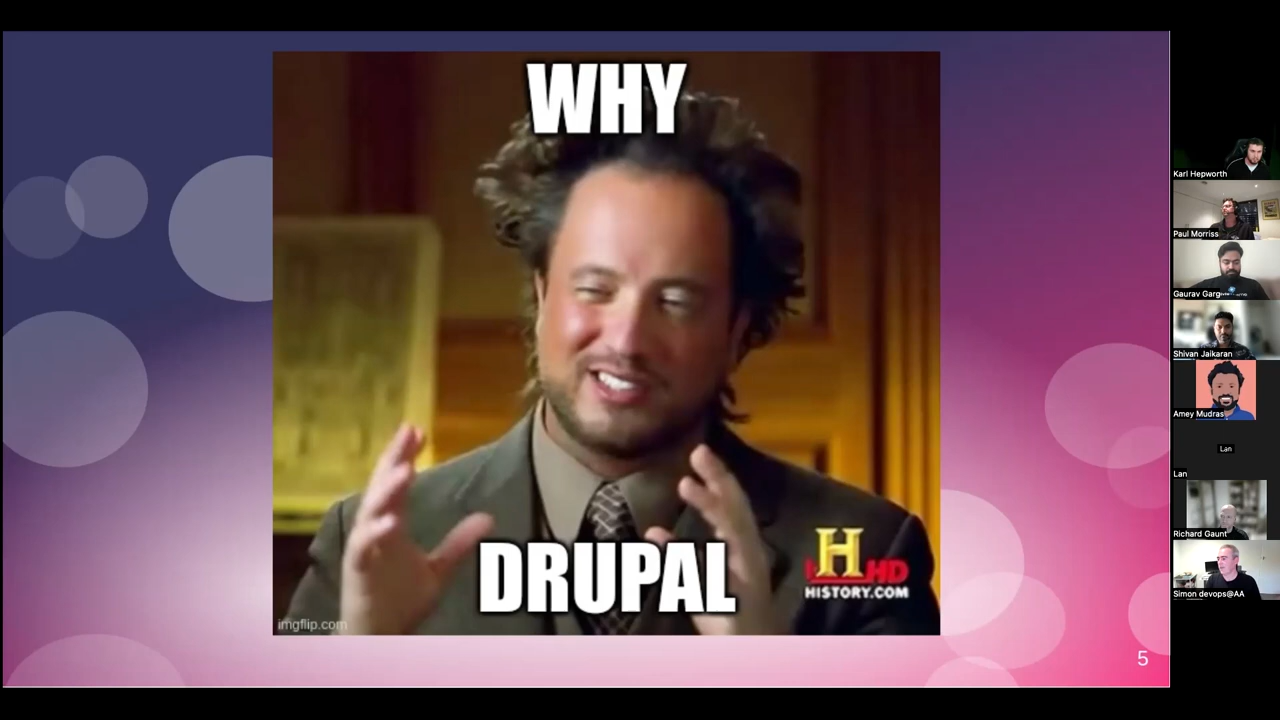 WHY
DRUPAL
H
HD
HISTORY.COM
imgflip.com
5
Karl Hepworth
Paul Morriss
Gaurav Garg
Shivan Jaikaran
Amey Mudras
Lan
Lan
Richard Gaunt
Simon devops@AA